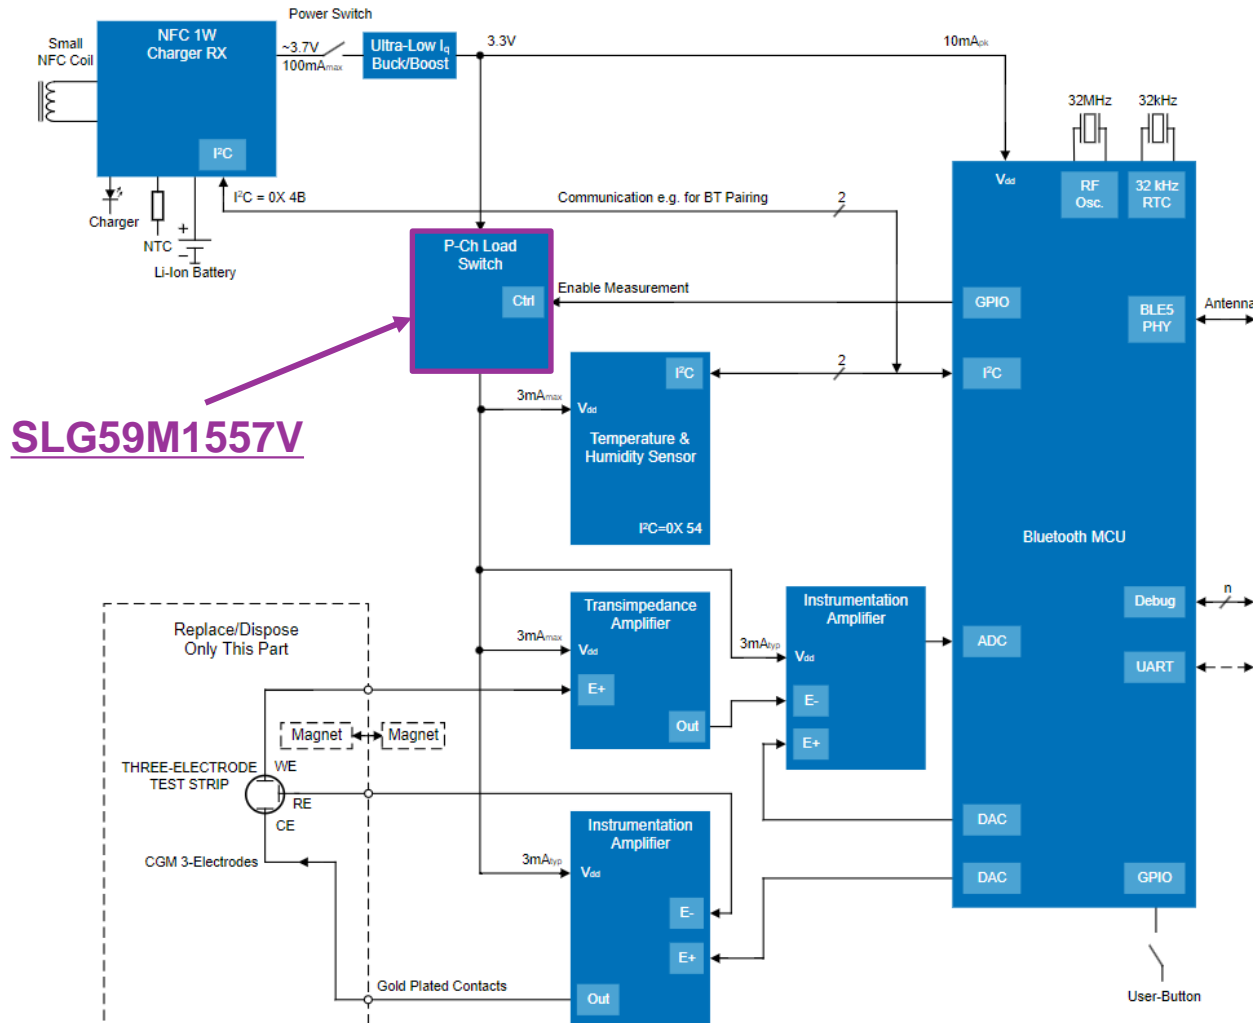 Power Switch
Small
NFC Coil
NFC 1W
Charger RX
I²C
~3.7V
100mAmax
Ultra-Low Iq
Buck/Boost
3.3V
10mApk
32MHz
32kHz
Vdd
RF
Osc.
32 kHz
RTC
Charger
NTC
+
−
Li-Ion Battery
I²C = 0X 4B
Communication e.g. for BT Pairing
2
P-Ch Load
Switch
Ctrl
Enable Measurement
GPIO
BLE5
PHY
Antenna
SLG59M1557V
3mAmax
I²C
Vdd
Temperature &
Humidity Sensor
I²C=0X 54
2
I²C
Bluetooth MCU
Replace/Dispose
Only This Part
Transimpedance
Amplifier
3mAmax
Vdd
E+
Out
Instrumentation
Amplifier
3mAtyp
Vdd
E-
E+
ADC
Debug
n
UART
Magnet
Magnet
THREE-ELECTRODE
TEST STRIP
WE
RE
CE
CGM 3-Electrodes
Instrumentation
Amplifier
3mAtyp
Vdd
E-
E+
Out
DAC
DAC
GPIO
Gold Plated Contacts
User-Button